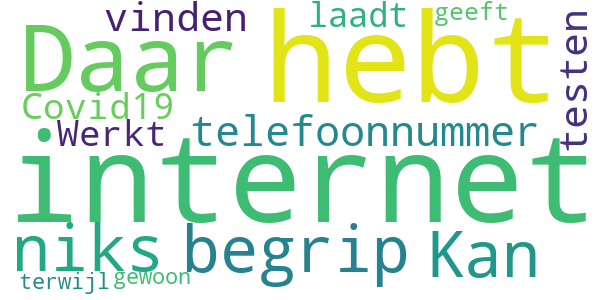 vinden laadt geeft
Daar hebt testen
Covid19
Werkt telefoonnummer
internet
niks begrip Kan
terwijl gewoon